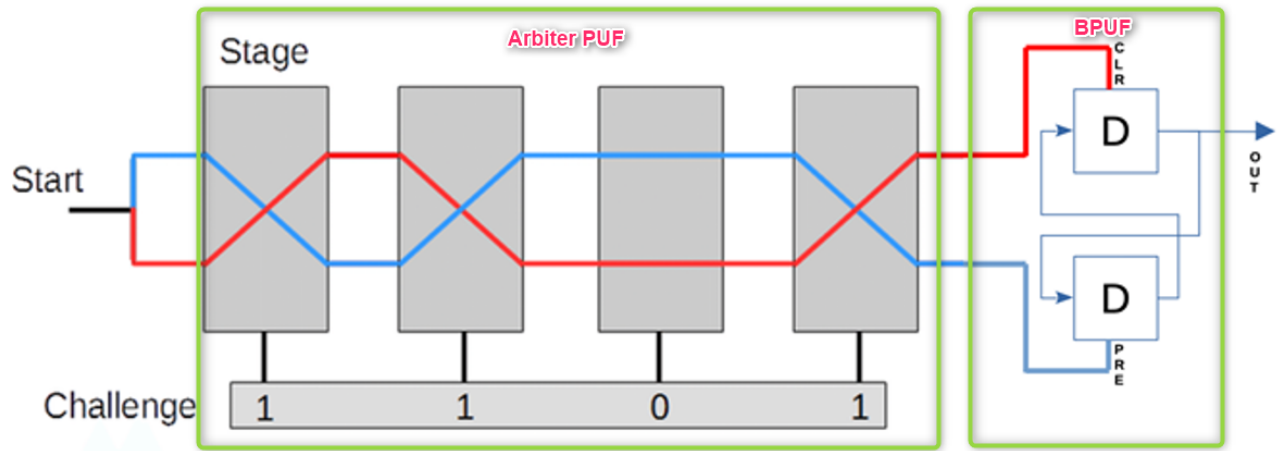 Arbiter PUF
BPUF
Stage
CLR
D
Start
OUT
D
PRE
Challenge
1 1 0 1